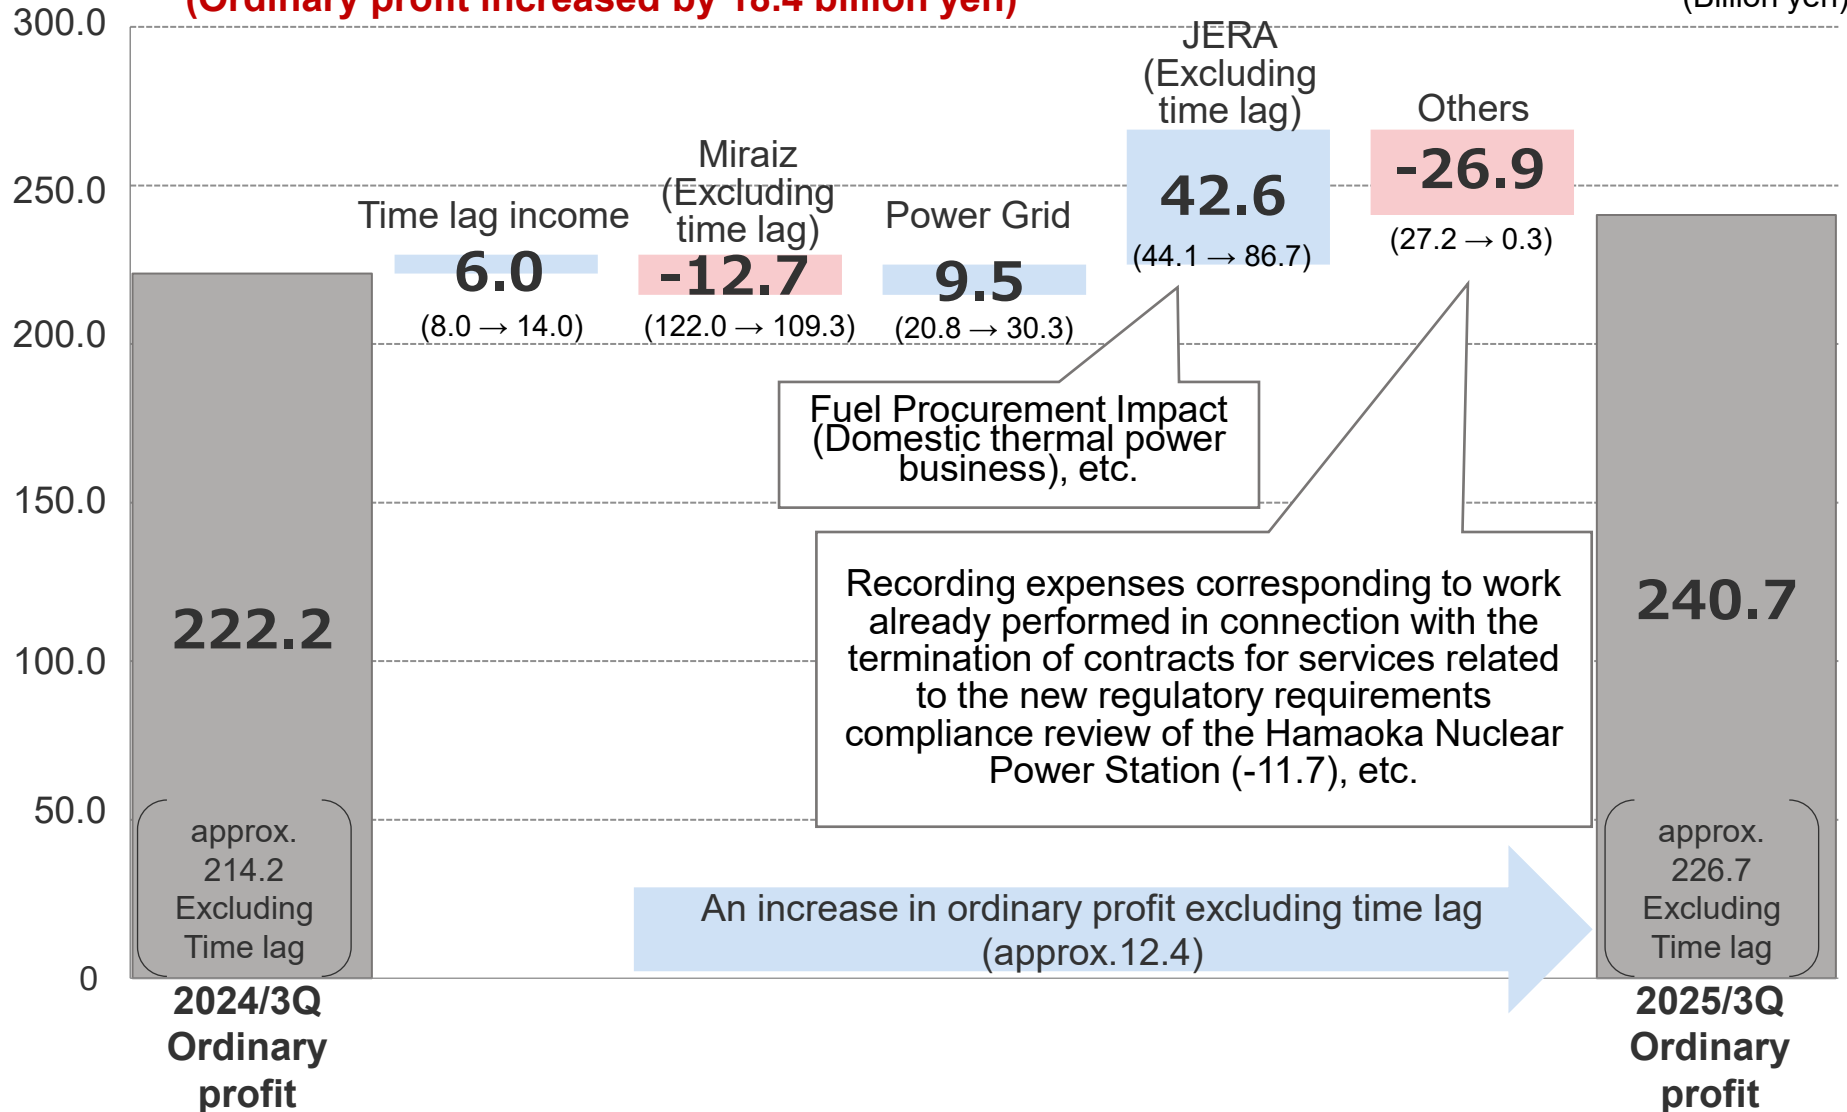 (Ordinary profit increased by 18.4 billion yen)
(Billion yen)
300.0
250.0
200.0
150.0
100.0
50.0
0
Time lag income
6.0
(8.0 → 14.0)
Miraiz
(Excluding
time lag)
-12.7
(122.0 → 109.3)
Power Grid
9.5
(20.8 → 30.3)
JERA
(Excluding
time lag)
42.6
(44.1 → 86.7)
Others
-26.9
(27.2 → 0.3)
Fuel Procurement Impact
(Domestic thermal power
business), etc.
Recording expenses corresponding to work
already performed in connection with the
termination of contracts for services related
to the new regulatory requirements
compliance review of the Hamaoka Nuclear
Power Station (-11.7), etc.
222.2
approx.
214.2
Excluding
Time lag
An increase in ordinary profit excluding time lag
(approx.12.4)
240.7
approx.
226.7
Excluding
Time lag
2024/3Q
Ordinary
profit
2025/3Q
Ordinary
profit